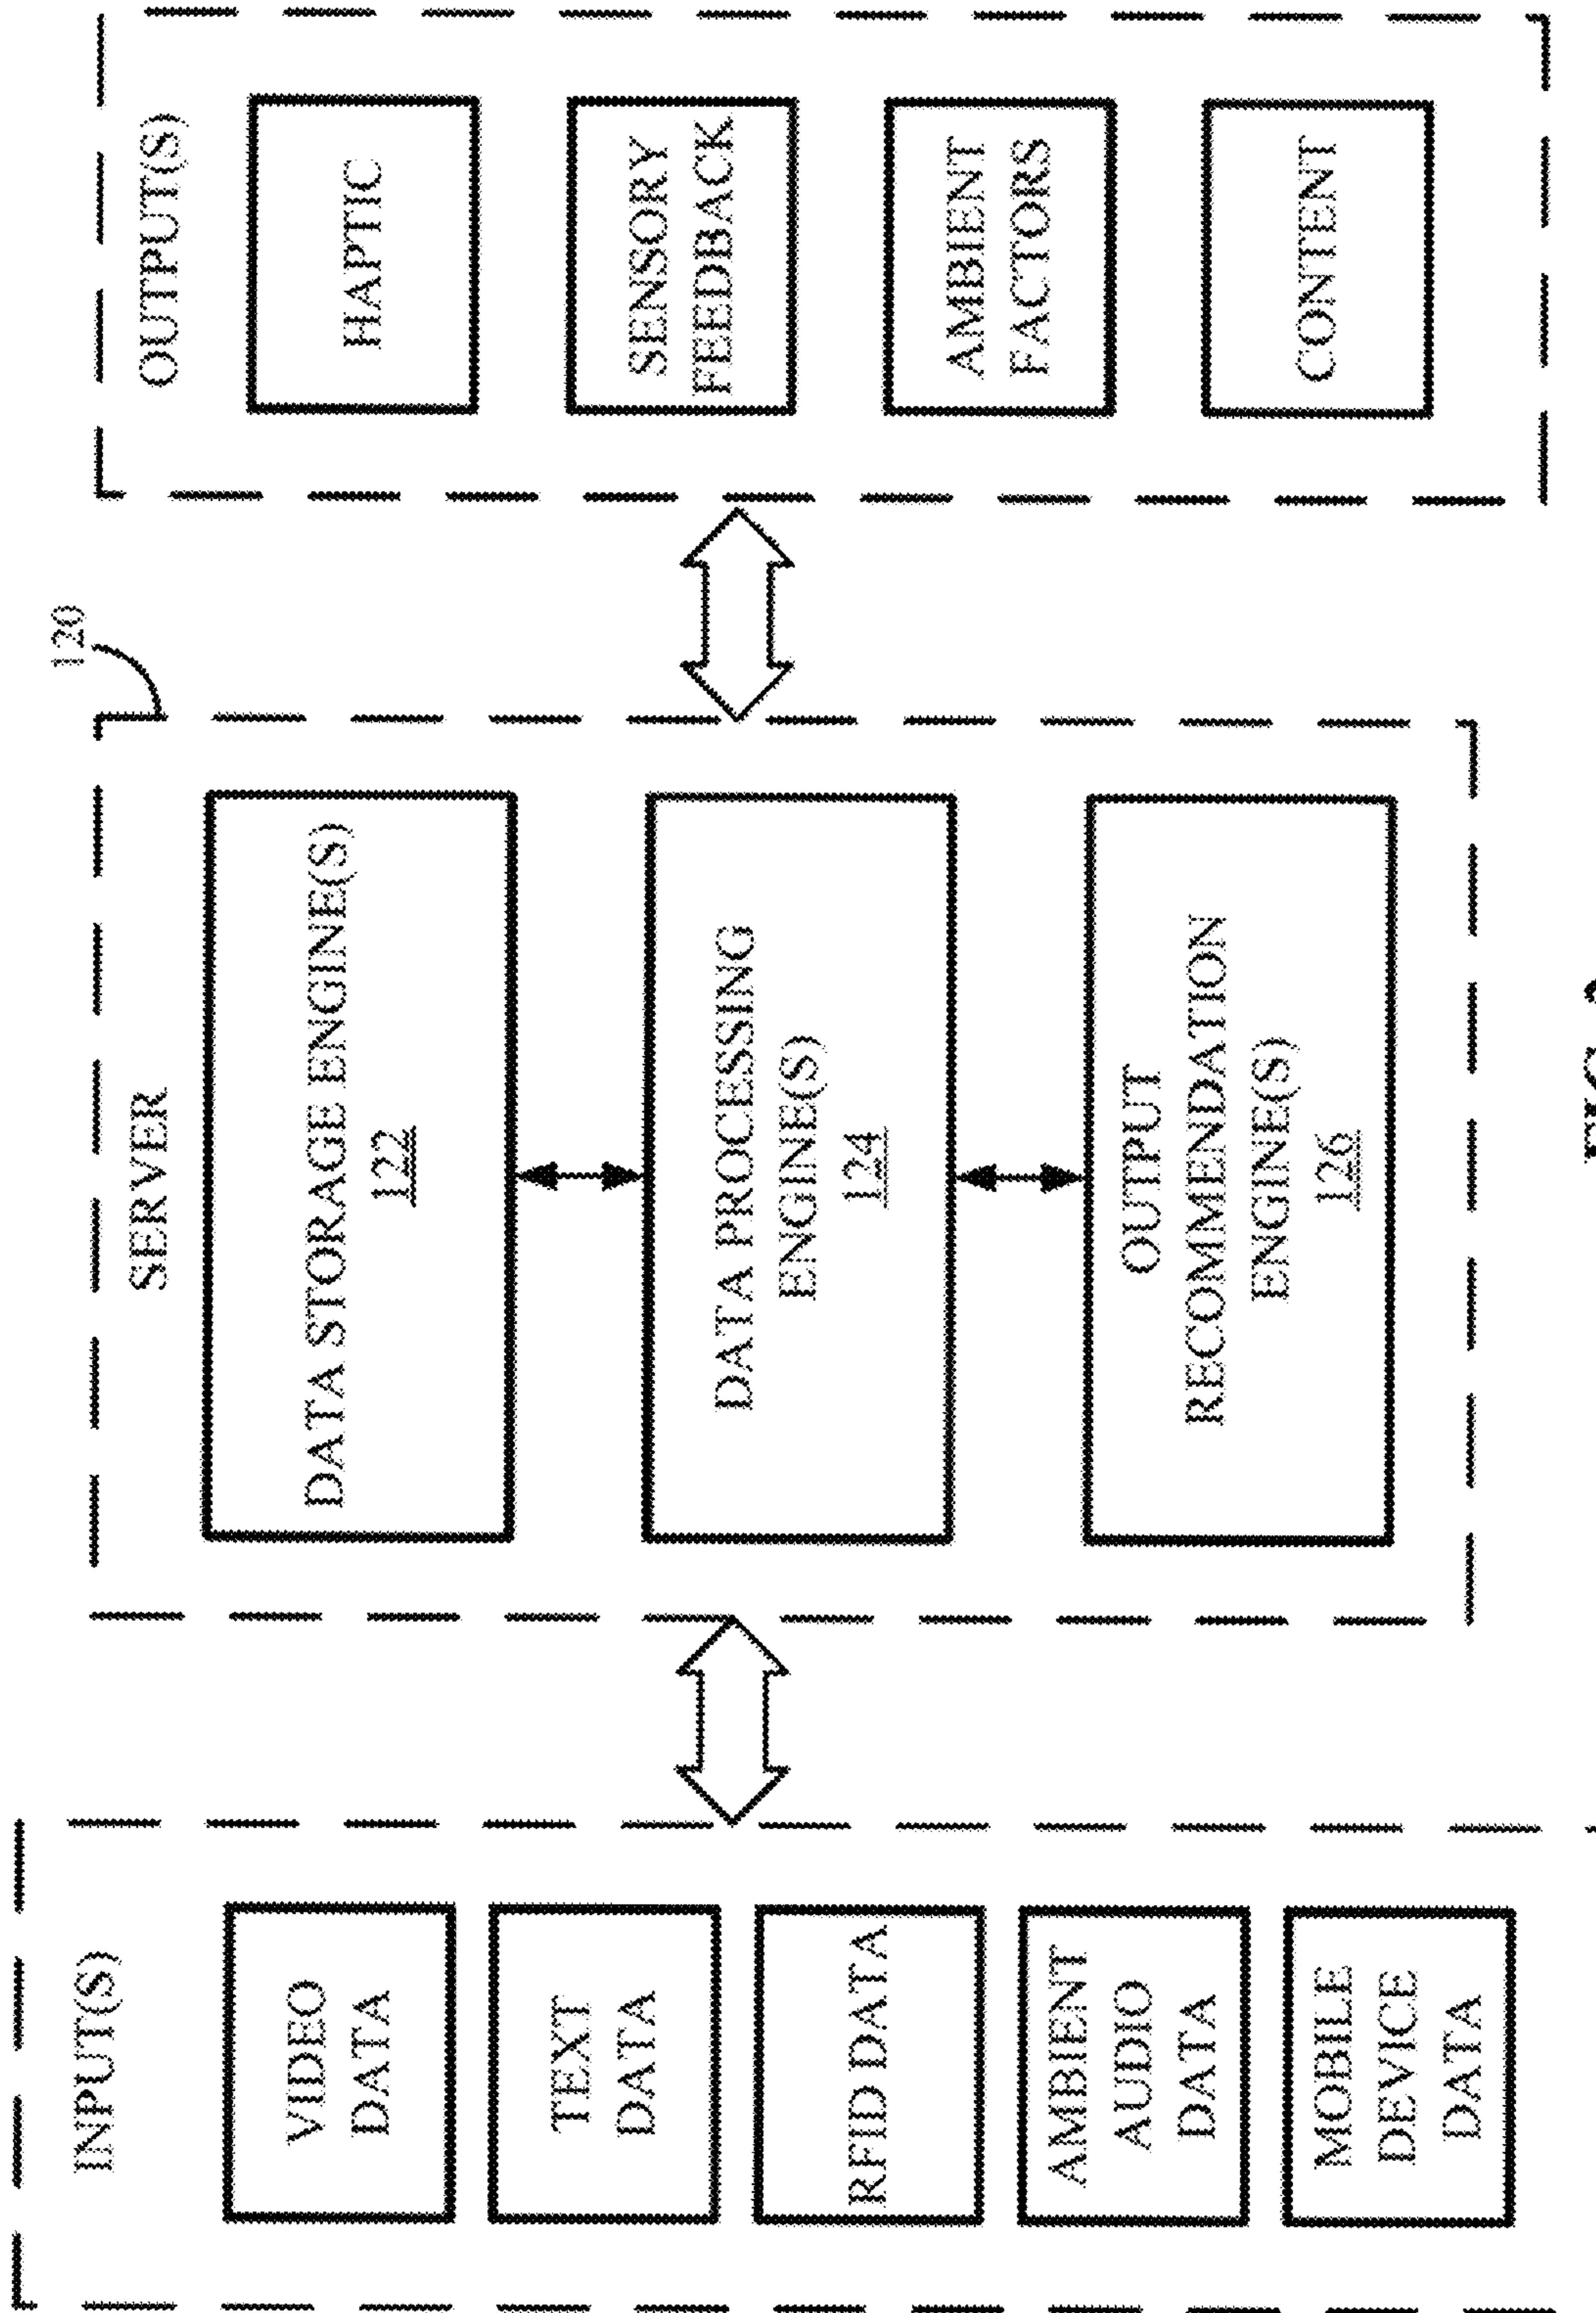 INPUT(S)
VIDEO
DATA
TEXT
DATA
RFID DATA
AMBIENT
AUDIO
DATA
MOBILE
DEVICE
DATA
120
SERVER
DATA STORAGE ENGINE(S)
122
DATA PROCESSING
ENGINE(S)
124
OUTPUT
RECOMMENDATION
ENGINE(S)
126
OUTPUT(S)
HAPTIC
SENSORY
FEEDBACK
AMBIENT
FACTORS
CONTENT